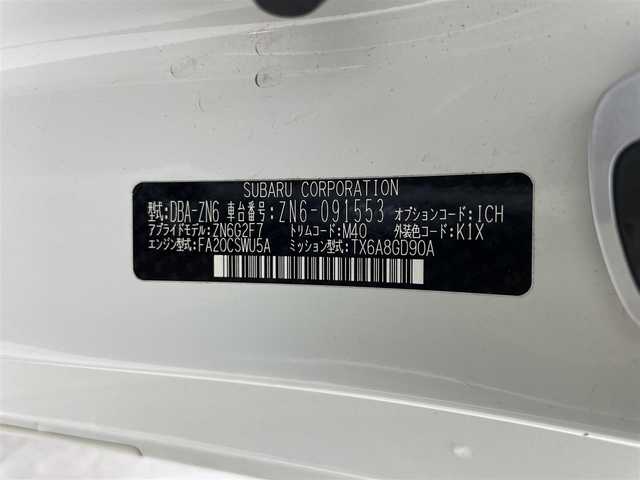 SUBARU CORPORATION
型式:DBA-ZN6 車台番号:ZN6-091553 オプションコード:ICH
アプライドモデル:ZN6G2F7 トリムコード:M40 外装色コード:K1X
エンジン型式:FA20CSWU5A ミッション型式:TX6A8GD90A